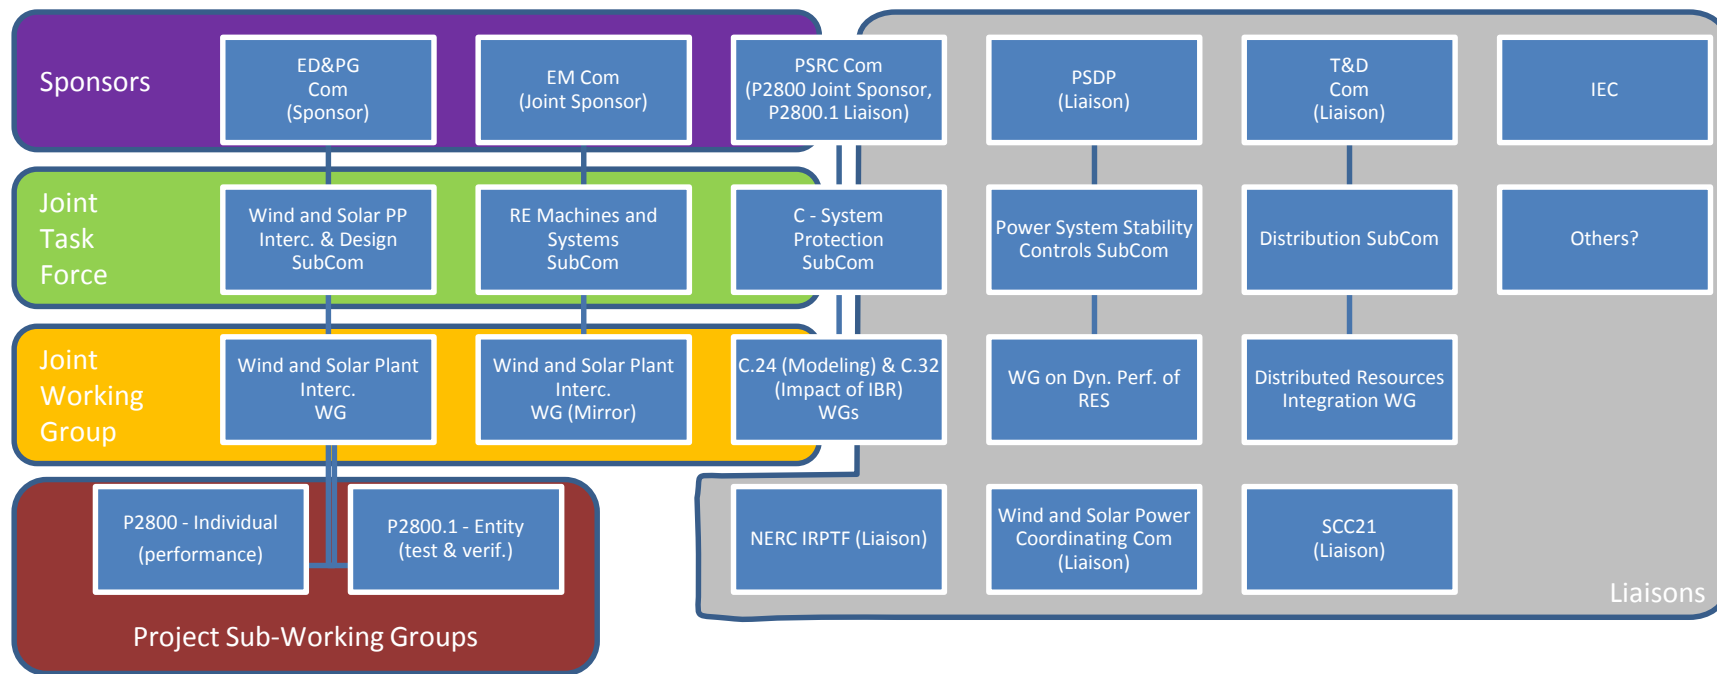 Sponsors
ED&PG
Com
(Sponsor)
EM Com
(Joint Sponsor)
PSRC Com
(P2800 Joint Sponsor,
P2800.1 Liaison)
PSDP
(Liaison)
T&D
Com
(Liaison)
IEC
Joint
Task
Force
Wind and Solar PP
Interc. & Design
SubCom
RE Machines and
Systems
SubCom
C - System
Protection
SubCom
Power System Stability
Controls SubCom
Distribution SubCom
Others?
Joint
Working
Group
Wind and Solar Plant
Interc.
WG
Wind and Solar Plant
Interc.
WG (Mirror)
C.24 (Modeling) & C.32
(Impact of IBR)
WGs
WG on Dyn. Perf. of
RES
Distributed Resources
Integration WG
P2800 - Individual
(performance)
P2800.1 - Entity
(test & verif.)
NERC IRPTF (Liaison)
Wind and Solar Power
Coordinating Com
(Liaison)
SCC21
(Liaison)
Liaisons
Project Sub-Working Groups